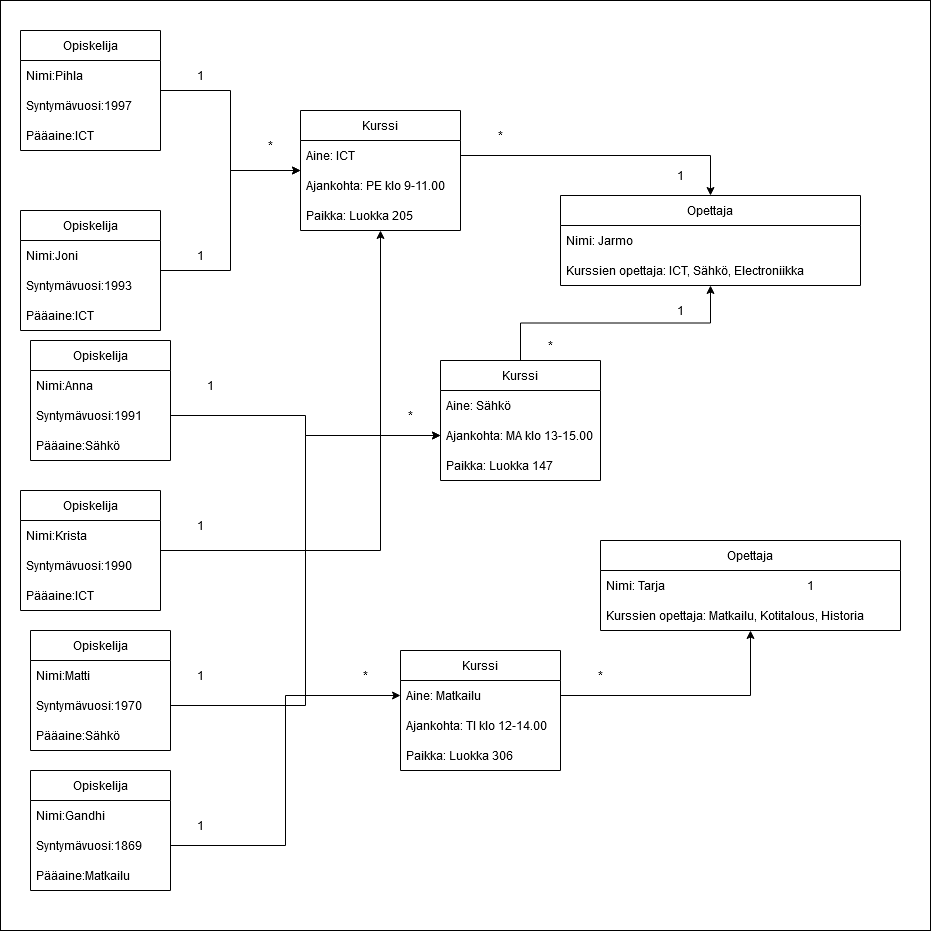 Opiskelija
Nimi:Pihla
Syntymävuosi:1997
Pääaine:ICT
1
*
Opiskelija
Nimi:Joni
Syntymävuosi:1993
Pääaine:ICT
1
Kurssi
Aine: ICT
Ajankohta: PE klo 9-11.00
Paikka: Luokka 205
*
1
Opettaja
Nimi: Jarmo
Kurssien opettaja: ICT, Sähkö, Electroniikka
1
*
Opiskelija
Nimi:Anna
Syntymävuosi:1991
Pääaine:Sähkö
1
*
Kurssi
Aine: Sähkö
Ajankohta: MA klo 13-15.00
Paikka: Luokka 147
Opiskelija
Nimi:Krista
Syntymävuosi:1990
Pääaine:ICT
1
Opettaja
Nimi: Tarja
1
Kurssien opettaja: Matkailu, Kotitalous, Historia
Opiskelija
Nimi:Matti
Syntymävuosi:1970
Pääaine:Sähkö
1
*
Kurssi
Aine: Matkailu
Ajankohta: TI klo 12-14.00
Paikka: Luokka 306
*
Opiskelija
Nimi:Gandhi
Syntymävuosi:1869
Pääaine:Matkailu
1